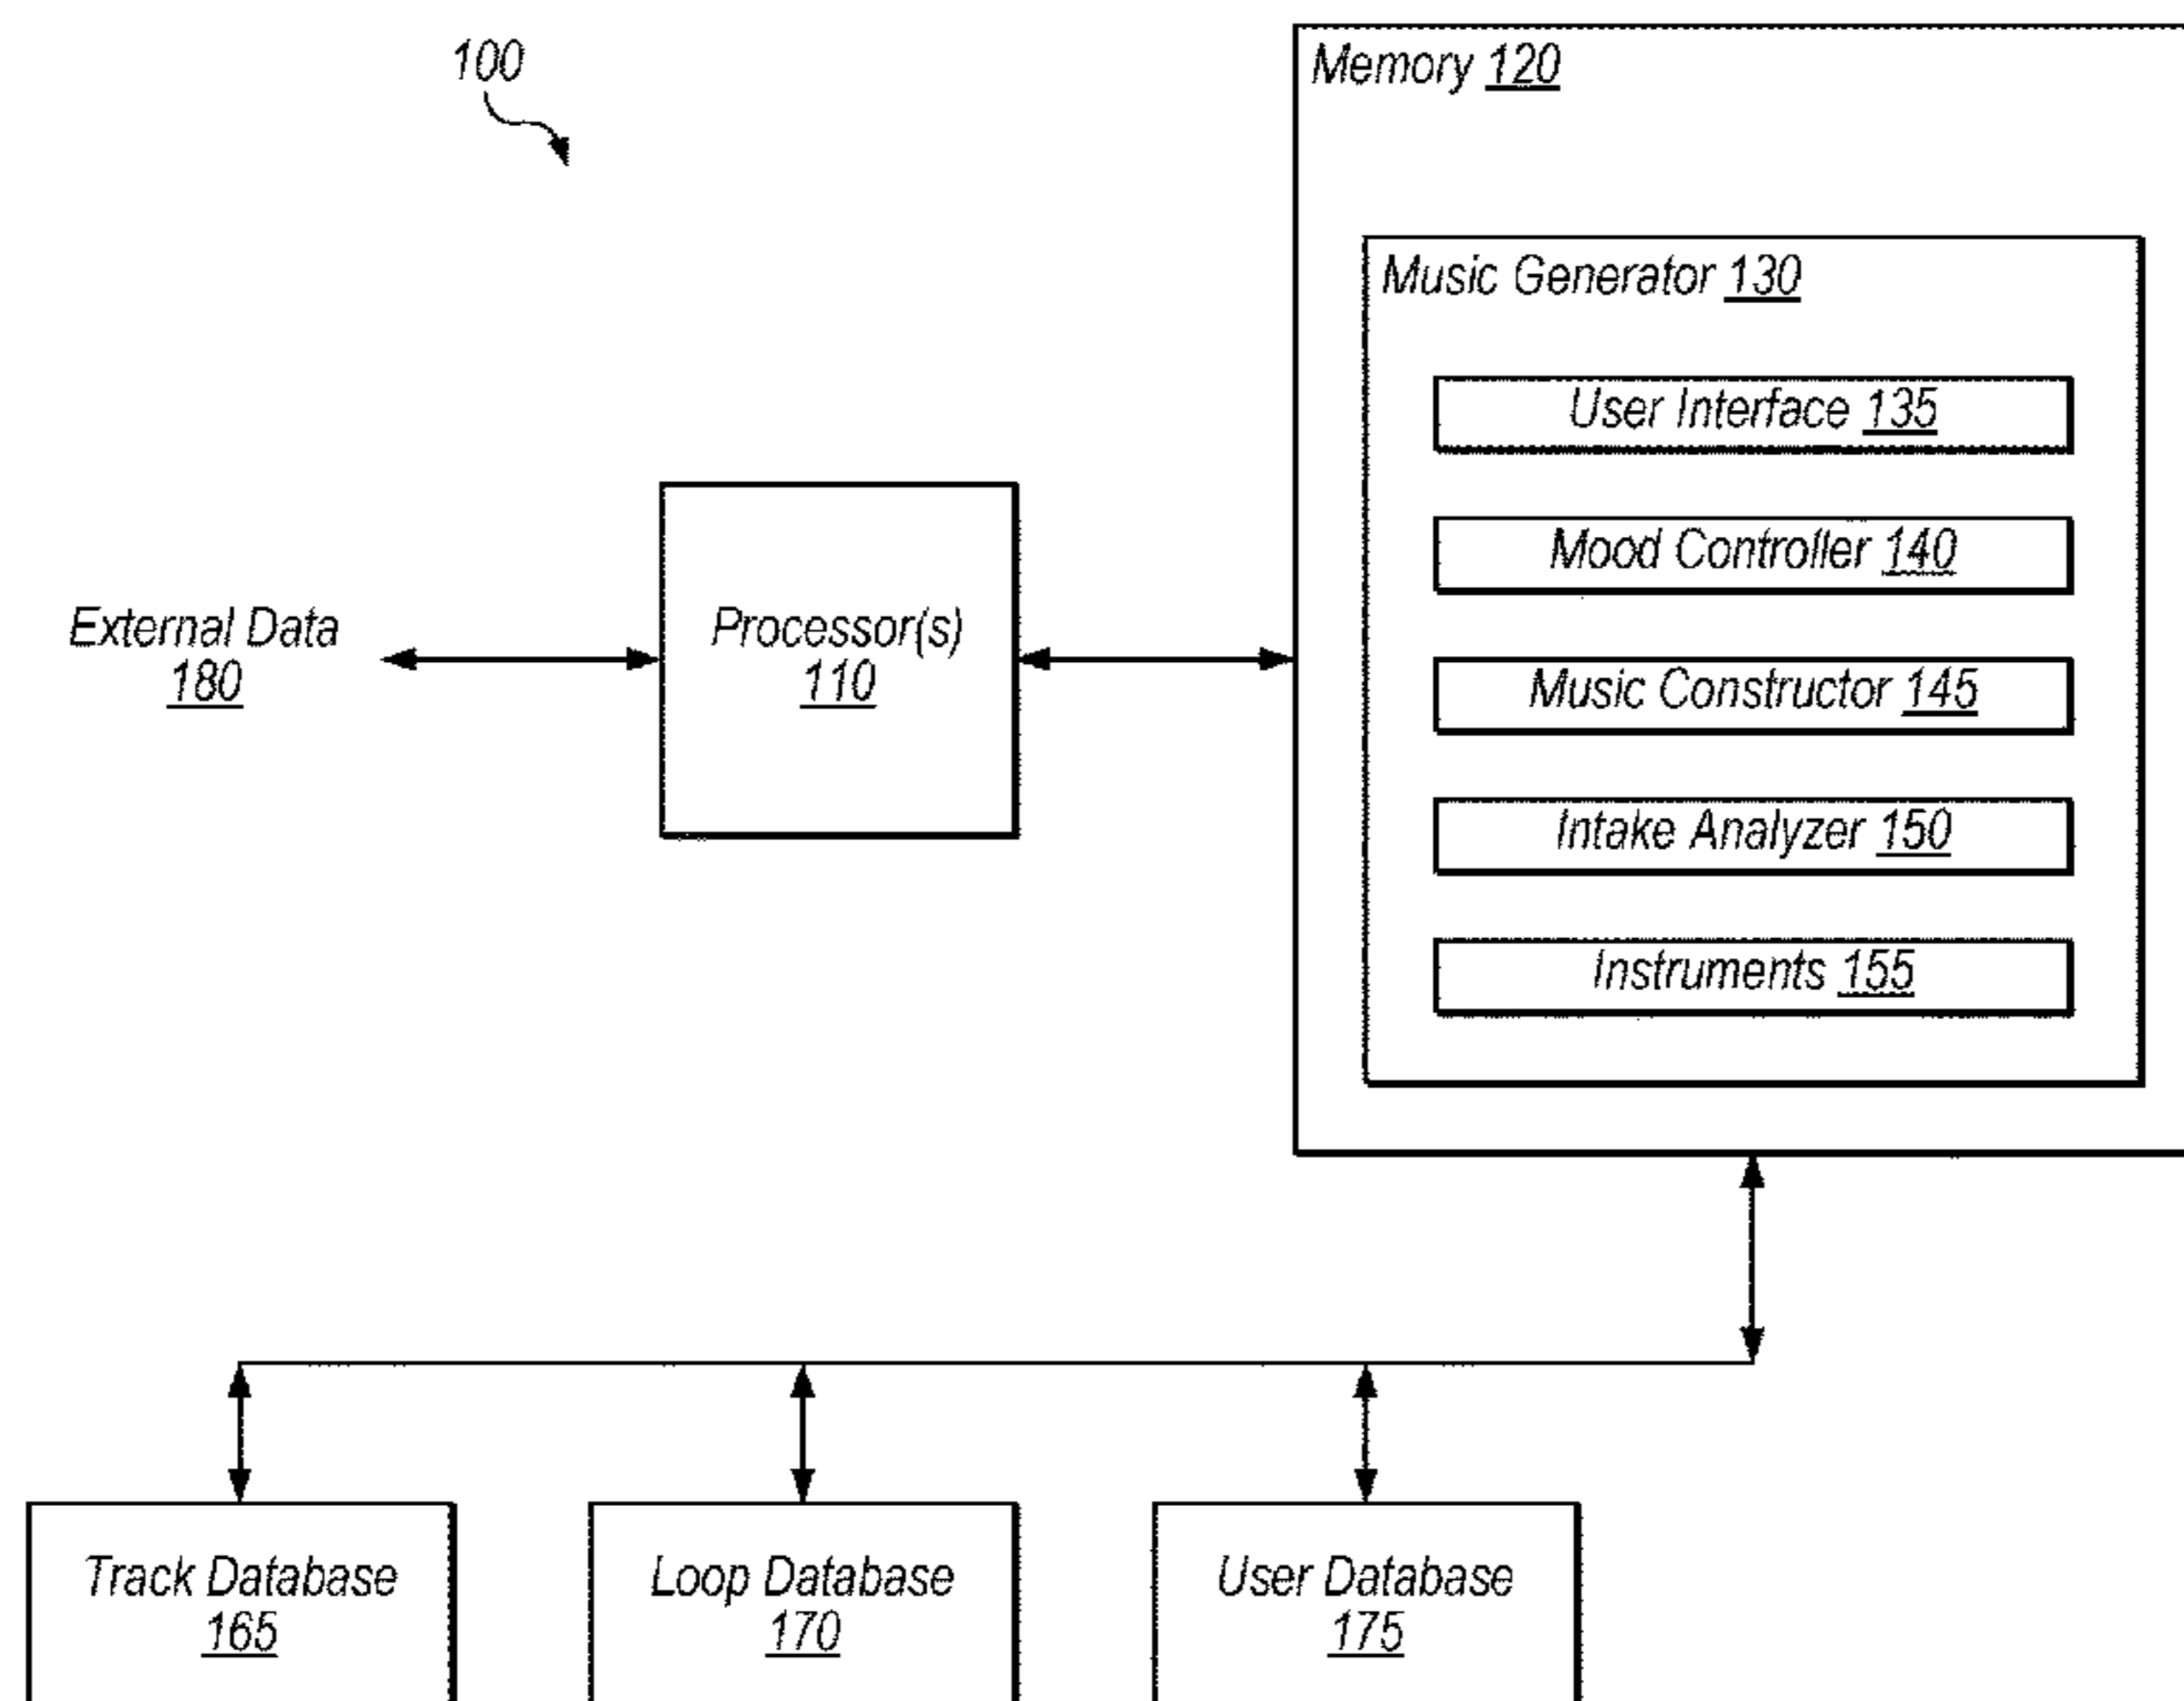 100
Memory 120
Music Generator 130
User Interface 135
Mood Controller 140
Music Constructor 145
Intake Analyzer 150
Instruments 155
External Data
180
Processor(s)
110
Track Database
165
Loop Database
170
User Database
175